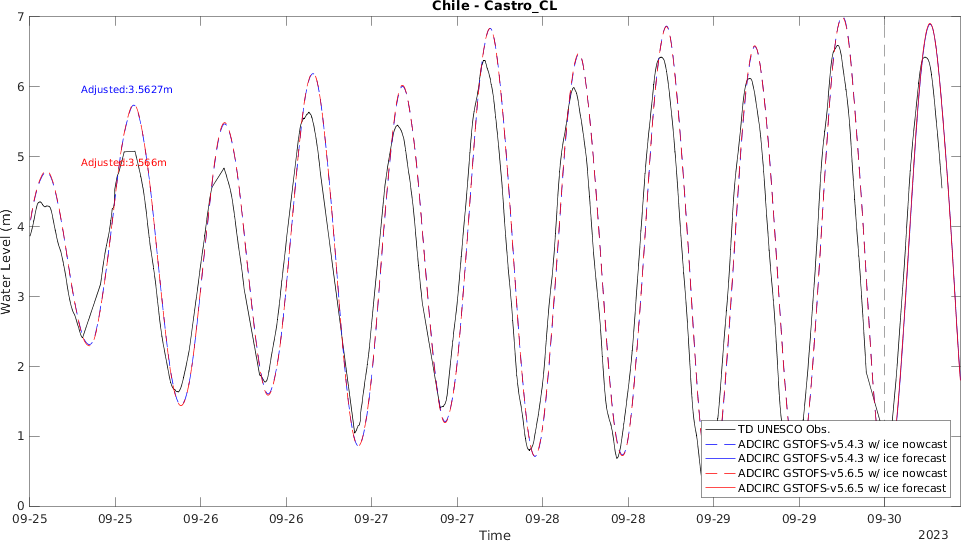 Chile - Castro_CL
7
6
5
4
3
2
1
0
Water Level (m)
Adjusted:3.5627m
Adjusted:3.566m
TD UNESCO Obs.
ADCIRC GSTOFS-v5.4.3 w/ ice nowcast
ADCIRC GSTOFS-v5.4.3 w/ ice forecast
ADCIRC GSTOFS-v5.6.5 w/ ice nowcast
ADCIRC GSTOFS-v5.6.5 w/ ice forecast
09-25 09-25 09-26 09-26 09-27 09-27 09-28 09-28 09-29 09-29 09-30
Time
2023